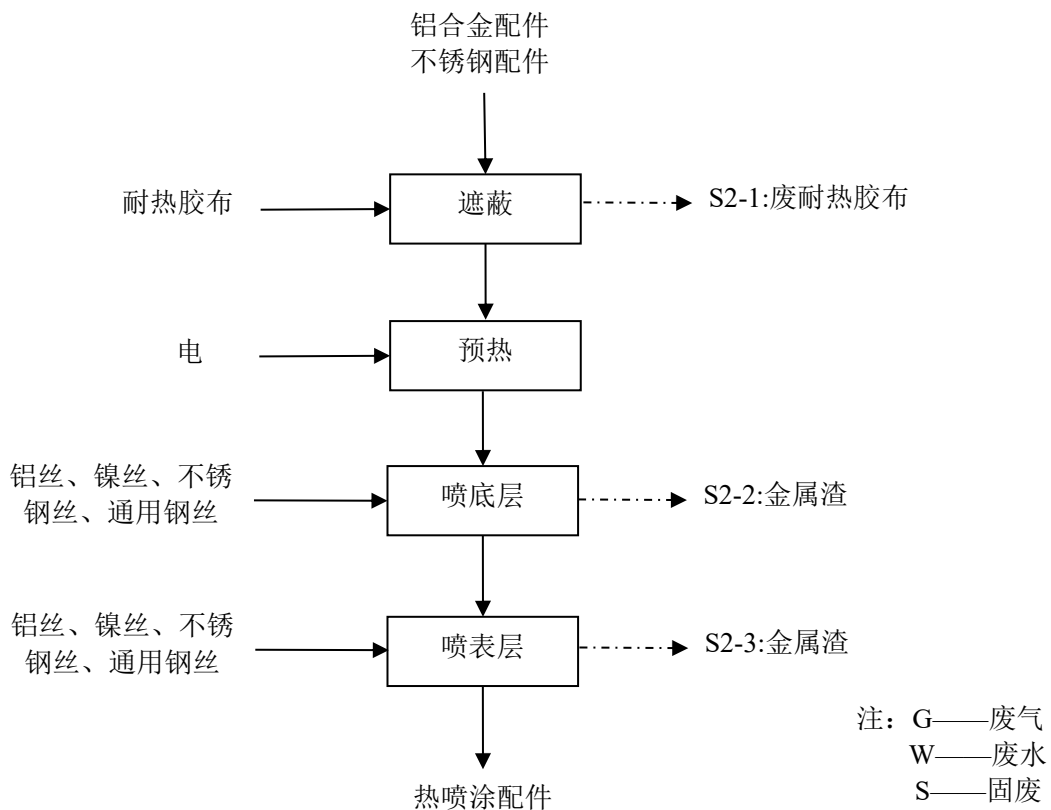 铝合金配件
不锈钢配件
耐热胶布
遮蔽
S2-1:废耐热胶布
电
预热
铝丝、镍丝、不锈
钢丝、通用钢丝
喷底层
S2-2:金属渣
铝丝、镍丝、不锈
钢丝、通用钢丝
喷表层
S2-3:金属渣
热喷涂配件
注：G——废气
W——废水
S——固废